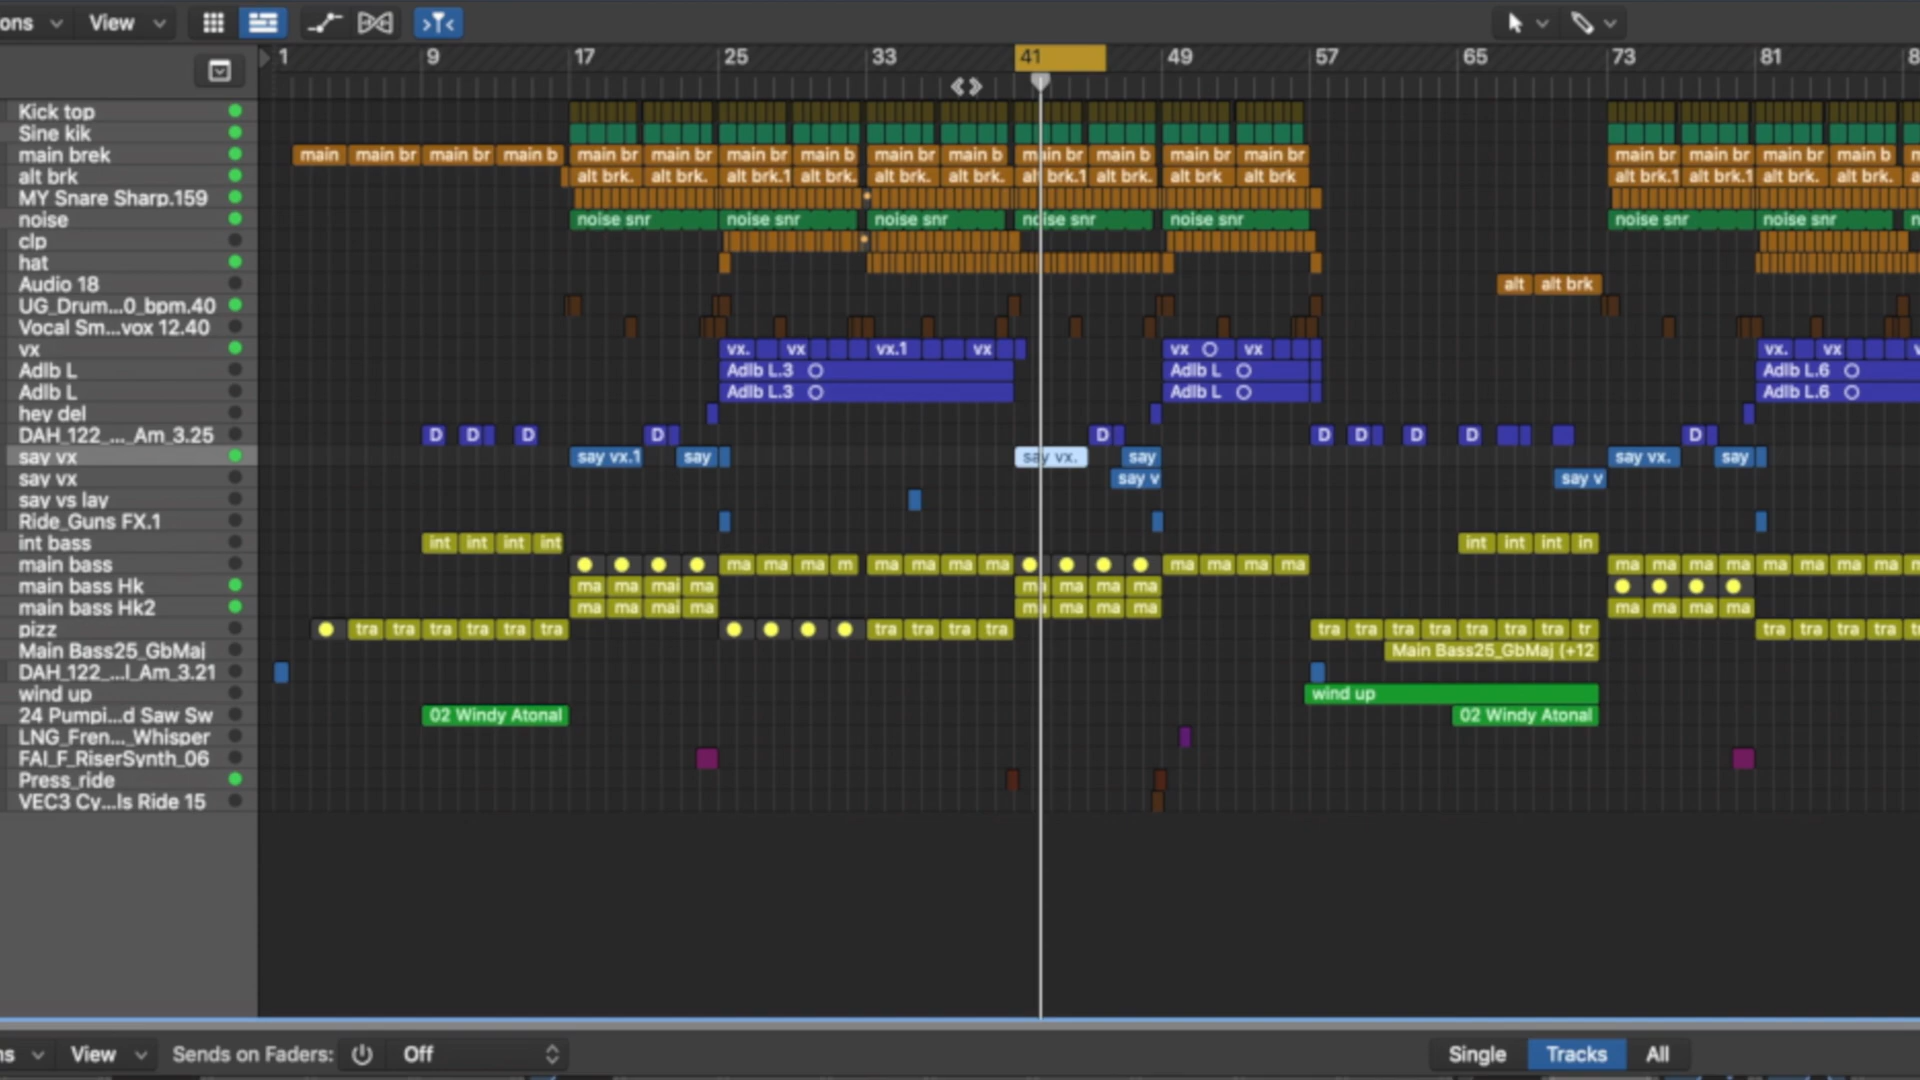 ons View
1 9 17 25 33 41 49 57 65 73 81 8
Kick top
Sine kik
main brek main main br main br main b main br main br main br main b main br main b main br main b main br main br main br main br main br main b m
alt brk alt brk. alt brk. alt brk.1 alt brk. alt brk. alt brk. alt brk.1 alt brk. alt brk alt brk alt brk.1 alt brk.1 alt brk. alt brk. a
MY Snare Sharp.159
noise noise snr noise snr noise snr noise snr noise snr noise snr noise snr n
clp
hat
Audio 18 alt alt brk
UG_Drum...0_bpm.40
Vocal Sm...vox 12.40
vx vx. vx vx.1 vx vx vx vx. vx v
Adlb L Adlb L.3 Adlb L Adlb L.6
Adlb L Adlb L.3 Adlb L Adlb L.6
hey del
DAH_122_..._Am_3.25 D D D D D D D D D D
say vx say vx.1 say say vx. say say vx. say
say vx say v say v
say vs lay
Ride_Guns FX.1
int bass int int int int int int int in
main bass ma ma ma m ma ma ma ma ma ma ma ma ma ma ma ma ma ma ma ma m
main bass Hk ma ma mai ma ma ma ma ma
main bass Hk2 ma ma mai ma ma ma ma ma ma ma ma ma
pizz tra tra tra tra tra tra tra tra tra tra tra tra tra tra tra tra tra tr tra tra tra tra t
Main Bass25_GbMaj Main Bass25_GbMaj (+12
DAH_122_...l_Am_3.21
wind up wind up
24 Pumpi...d Saw Sw 02 Windy Atonal 02 Windy Atonal
LNG_Fren..._Whisper
FAI_F_RiserSynth_06
Press_ride
VEC3 Cy...ls Ride 15
ns View Sends on Faders: Off Single Tracks All